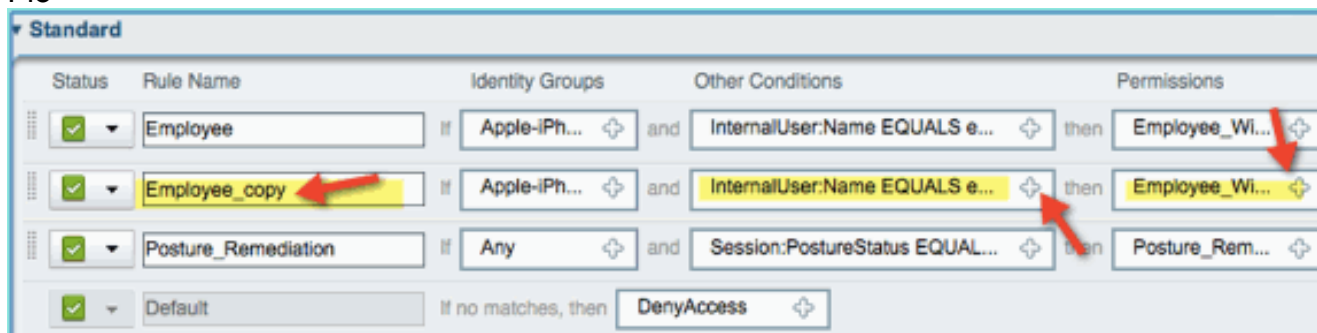 Standard
Status Rule Name Identity Groups Other Conditions Permissions
Employee If Apple-iPh... and InternalUser:Name EQUALS e... then Employee_Wi...
Employee_copy If Apple-iPh... and InternalUser:Name EQUALS e... then Employee_Wi...
Posture_Remediation If Any and Session:PostureStatus EQUAL... then Posture_Rem...
Default If no matches, then DenyAccess